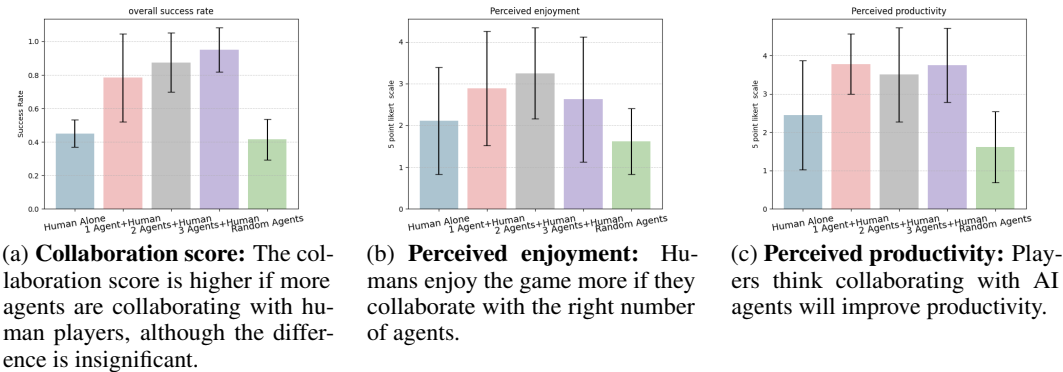 overall success rate
Success Rate
1.0
0.8
0.6
0.4
0.2
0.0
Human Alone
1 Agent+Human
2 Agents+Human
3 Agents+Human
Random Agents
(a) Collaboration score: The col-
laboration score is higher if more
agents are collaborating with hu-
man players, although the differ-
ence is insignificant.
Perceived enjoyment
5 point likert scale
4
3
2
1
0
Human Alone
1 Agent+Human
2 Agents+Human
3 Agents+Human
Random Agents
(b) Perceived enjoyment: Hu-
mans enjoy the game more if they
collaborate with the right number
of agents.
Perceived productivity
5 point likert scale
4
3
2
1
0
Human Alone
1 Agent+Human
2 Agents+Human
3 Agents+Human
Random Agents
(c) Perceived productivity: Play-
ers think collaborating with AI
agents will improve productivity.